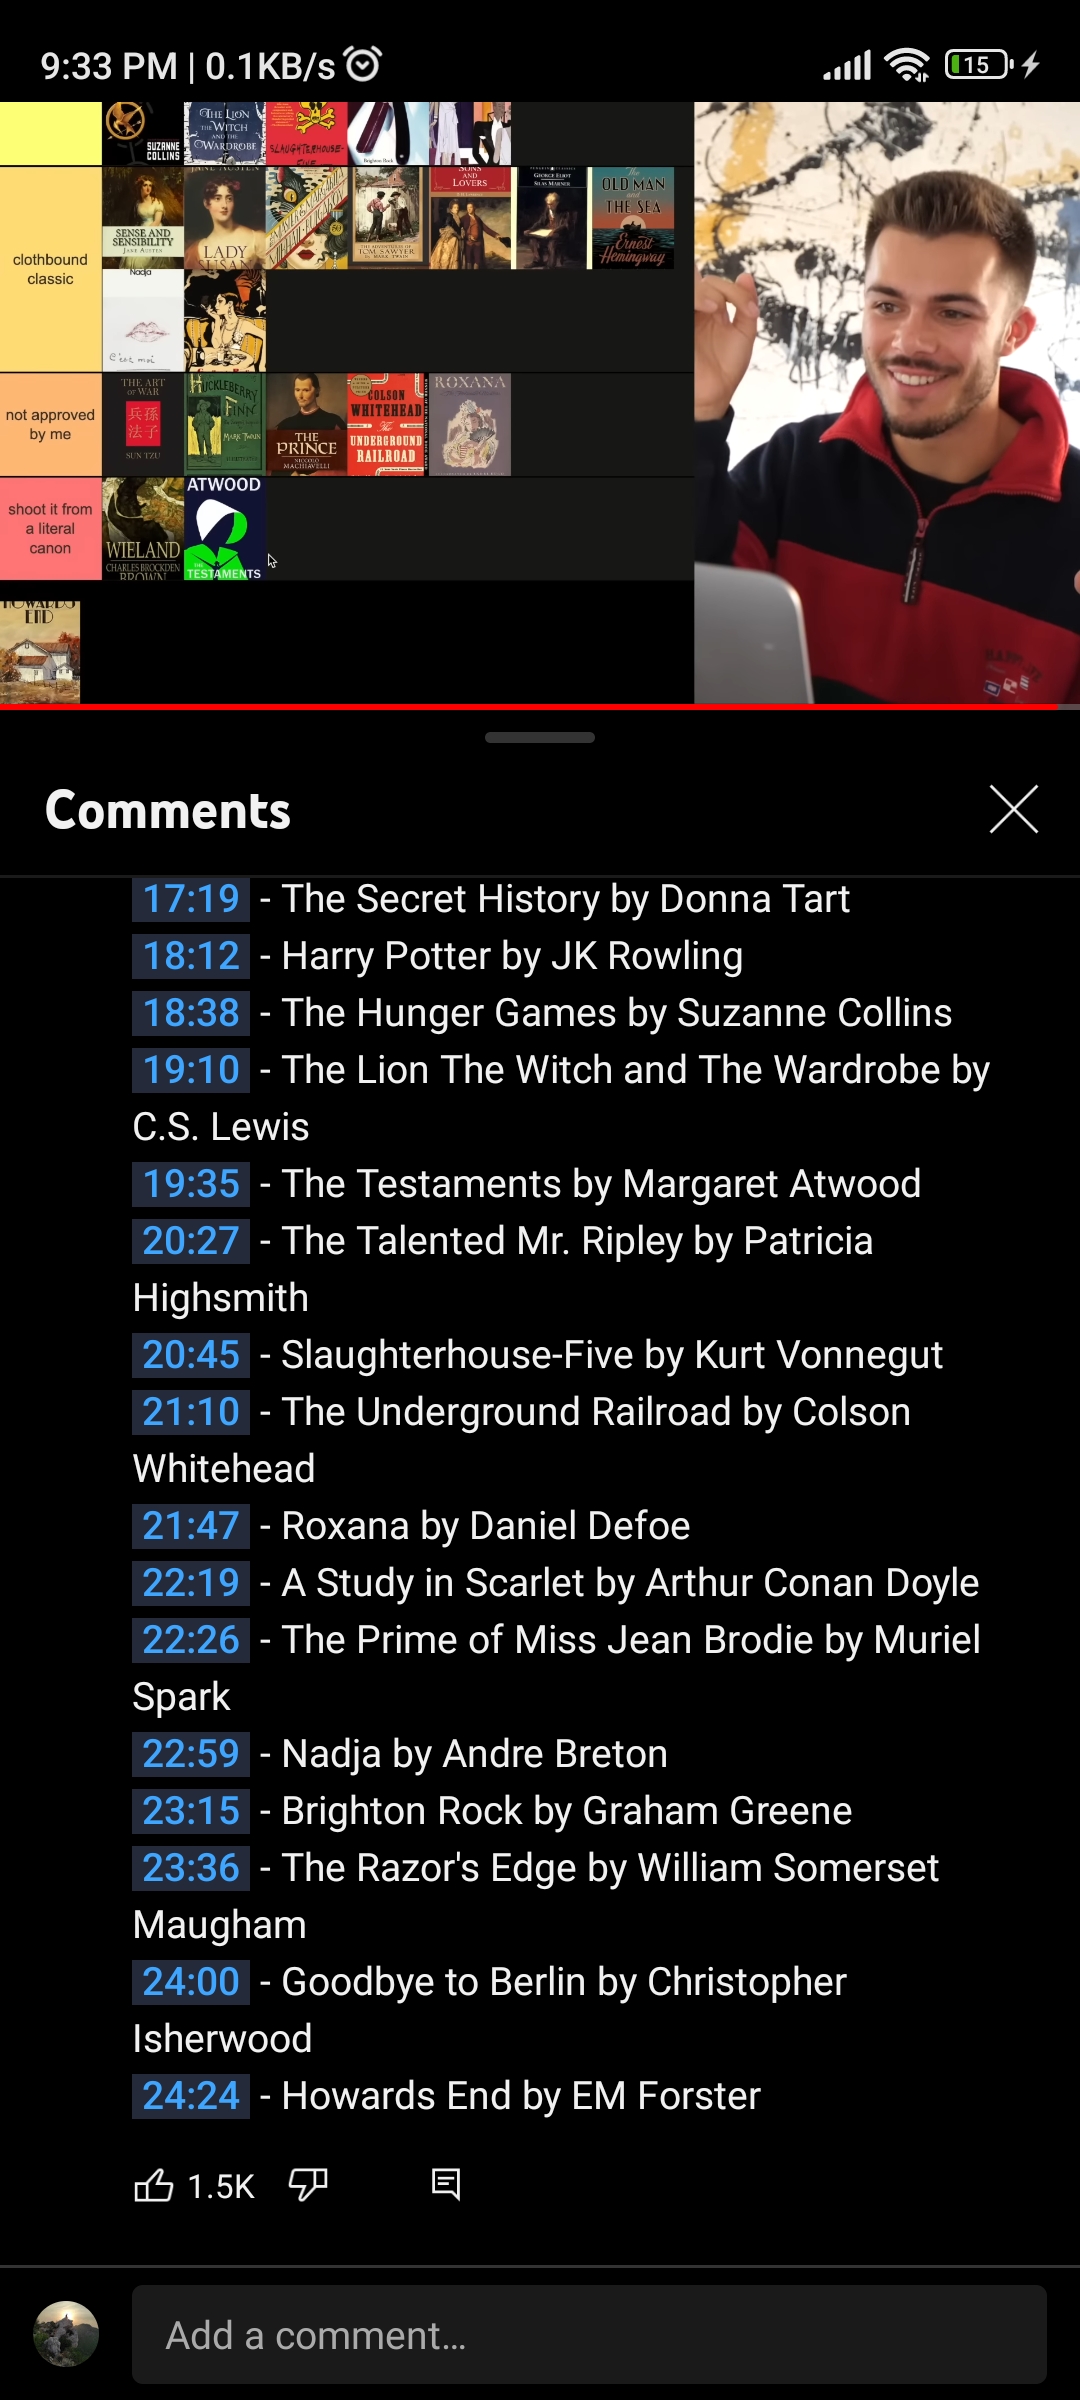 9:33 PM | 0.1KB/s
15
SUZANNE
COLLINS
THE LION
THE WITCH
AND THE
WARDROBE
SLAUGHTERHOUSE-
FIVE
Brighton Rock
clothbound
classic
SENSE AND
SENSIBILITY
JANE AUSTEN
JANE AUSTEN
LADY
SUSAN
THE ADVENTURES OF
TOM SAWYER
By MARK TWAIN
SONS
AND
LOVERS
GEORGE ELIOT
SILAS MARNER
The
OLD MAN
and
THE SEA
Ernest
Hemingway
Nadja
C'est moi
not approved
by me
THE ART
OF WAR
兵孫
法子
SUN TZU
HUCKLEBERRY
FINN
MARK TWAIN
THE
PRINCE
NICCOLÒ
MACHIAVELLI
COLSON
WHITEHEAD
The
UNDERGROUND
RAILROAD
ROXANA
shoot it from
a literal
canon
WIELAND
CHARLES BROCKDEN
BROWN
ATWOOD
THE
TESTAMENTS
HOWARDS
END
Comments
17:19 - The Secret History by Donna Tart
18:12 - Harry Potter by JK Rowling
18:38 - The Hunger Games by Suzanne Collins
19:10 - The Lion The Witch and The Wardrobe by
C.S. Lewis
19:35 - The Testaments by Margaret Atwood
20:27 - The Talented Mr. Ripley by Patricia
Highsmith
20:45 - Slaughterhouse-Five by Kurt Vonnegut
21:10 - The Underground Railroad by Colson
Whitehead
21:47 - Roxana by Daniel Defoe
22:19 - A Study in Scarlet by Arthur Conan Doyle
22:26 - The Prime of Miss Jean Brodie by Muriel
Spark
22:59 - Nadja by Andre Breton
23:15 - Brighton Rock by Graham Greene
23:36 - The Razor's Edge by William Somerset
Maugham
24:00 - Goodbye to Berlin by Christopher
Isherwood
24:24 - Howards End by EM Forster
1.5K
Add a comment...